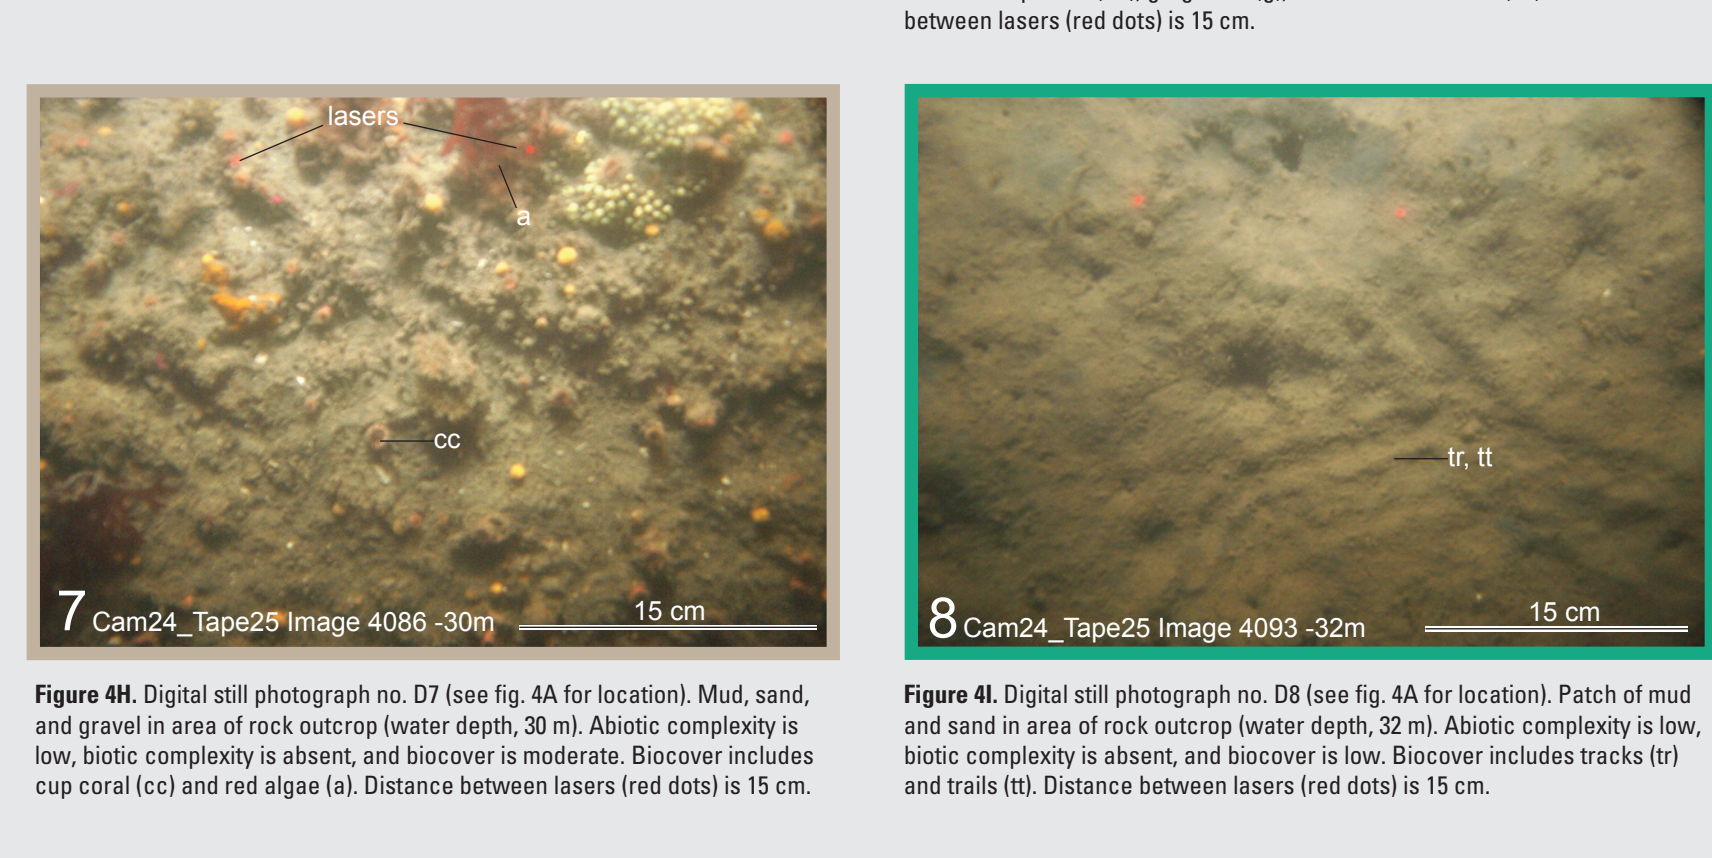 between lasers (red dots) is 15 cm.
lasers
a
cc
7 Cam24_Tape25 Image 4086 -30m
15 cm
Figure 4H. Digital still photograph no. D7 (see fig. 4A for location). Mud, sand,
and gravel in area of rock outcrop (water depth, 30 m). Abiotic complexity is
low, biotic complexity is absent, and biocover is moderate. Biocover includes
cup coral (cc) and red algae (a). Distance between lasers (red dots) is 15 cm.
tr, tt
8 Cam24_Tape25 Image 4093 -32m
15 cm
Figure 4I. Digital still photograph no. D8 (see fig. 4A for location). Patch of mud
and sand in area of rock outcrop (water depth, 32 m). Abiotic complexity is low,
biotic complexity is absent, and biocover is low. Biocover includes tracks (tr)
and trails (tt). Distance between lasers (red dots) is 15 cm.